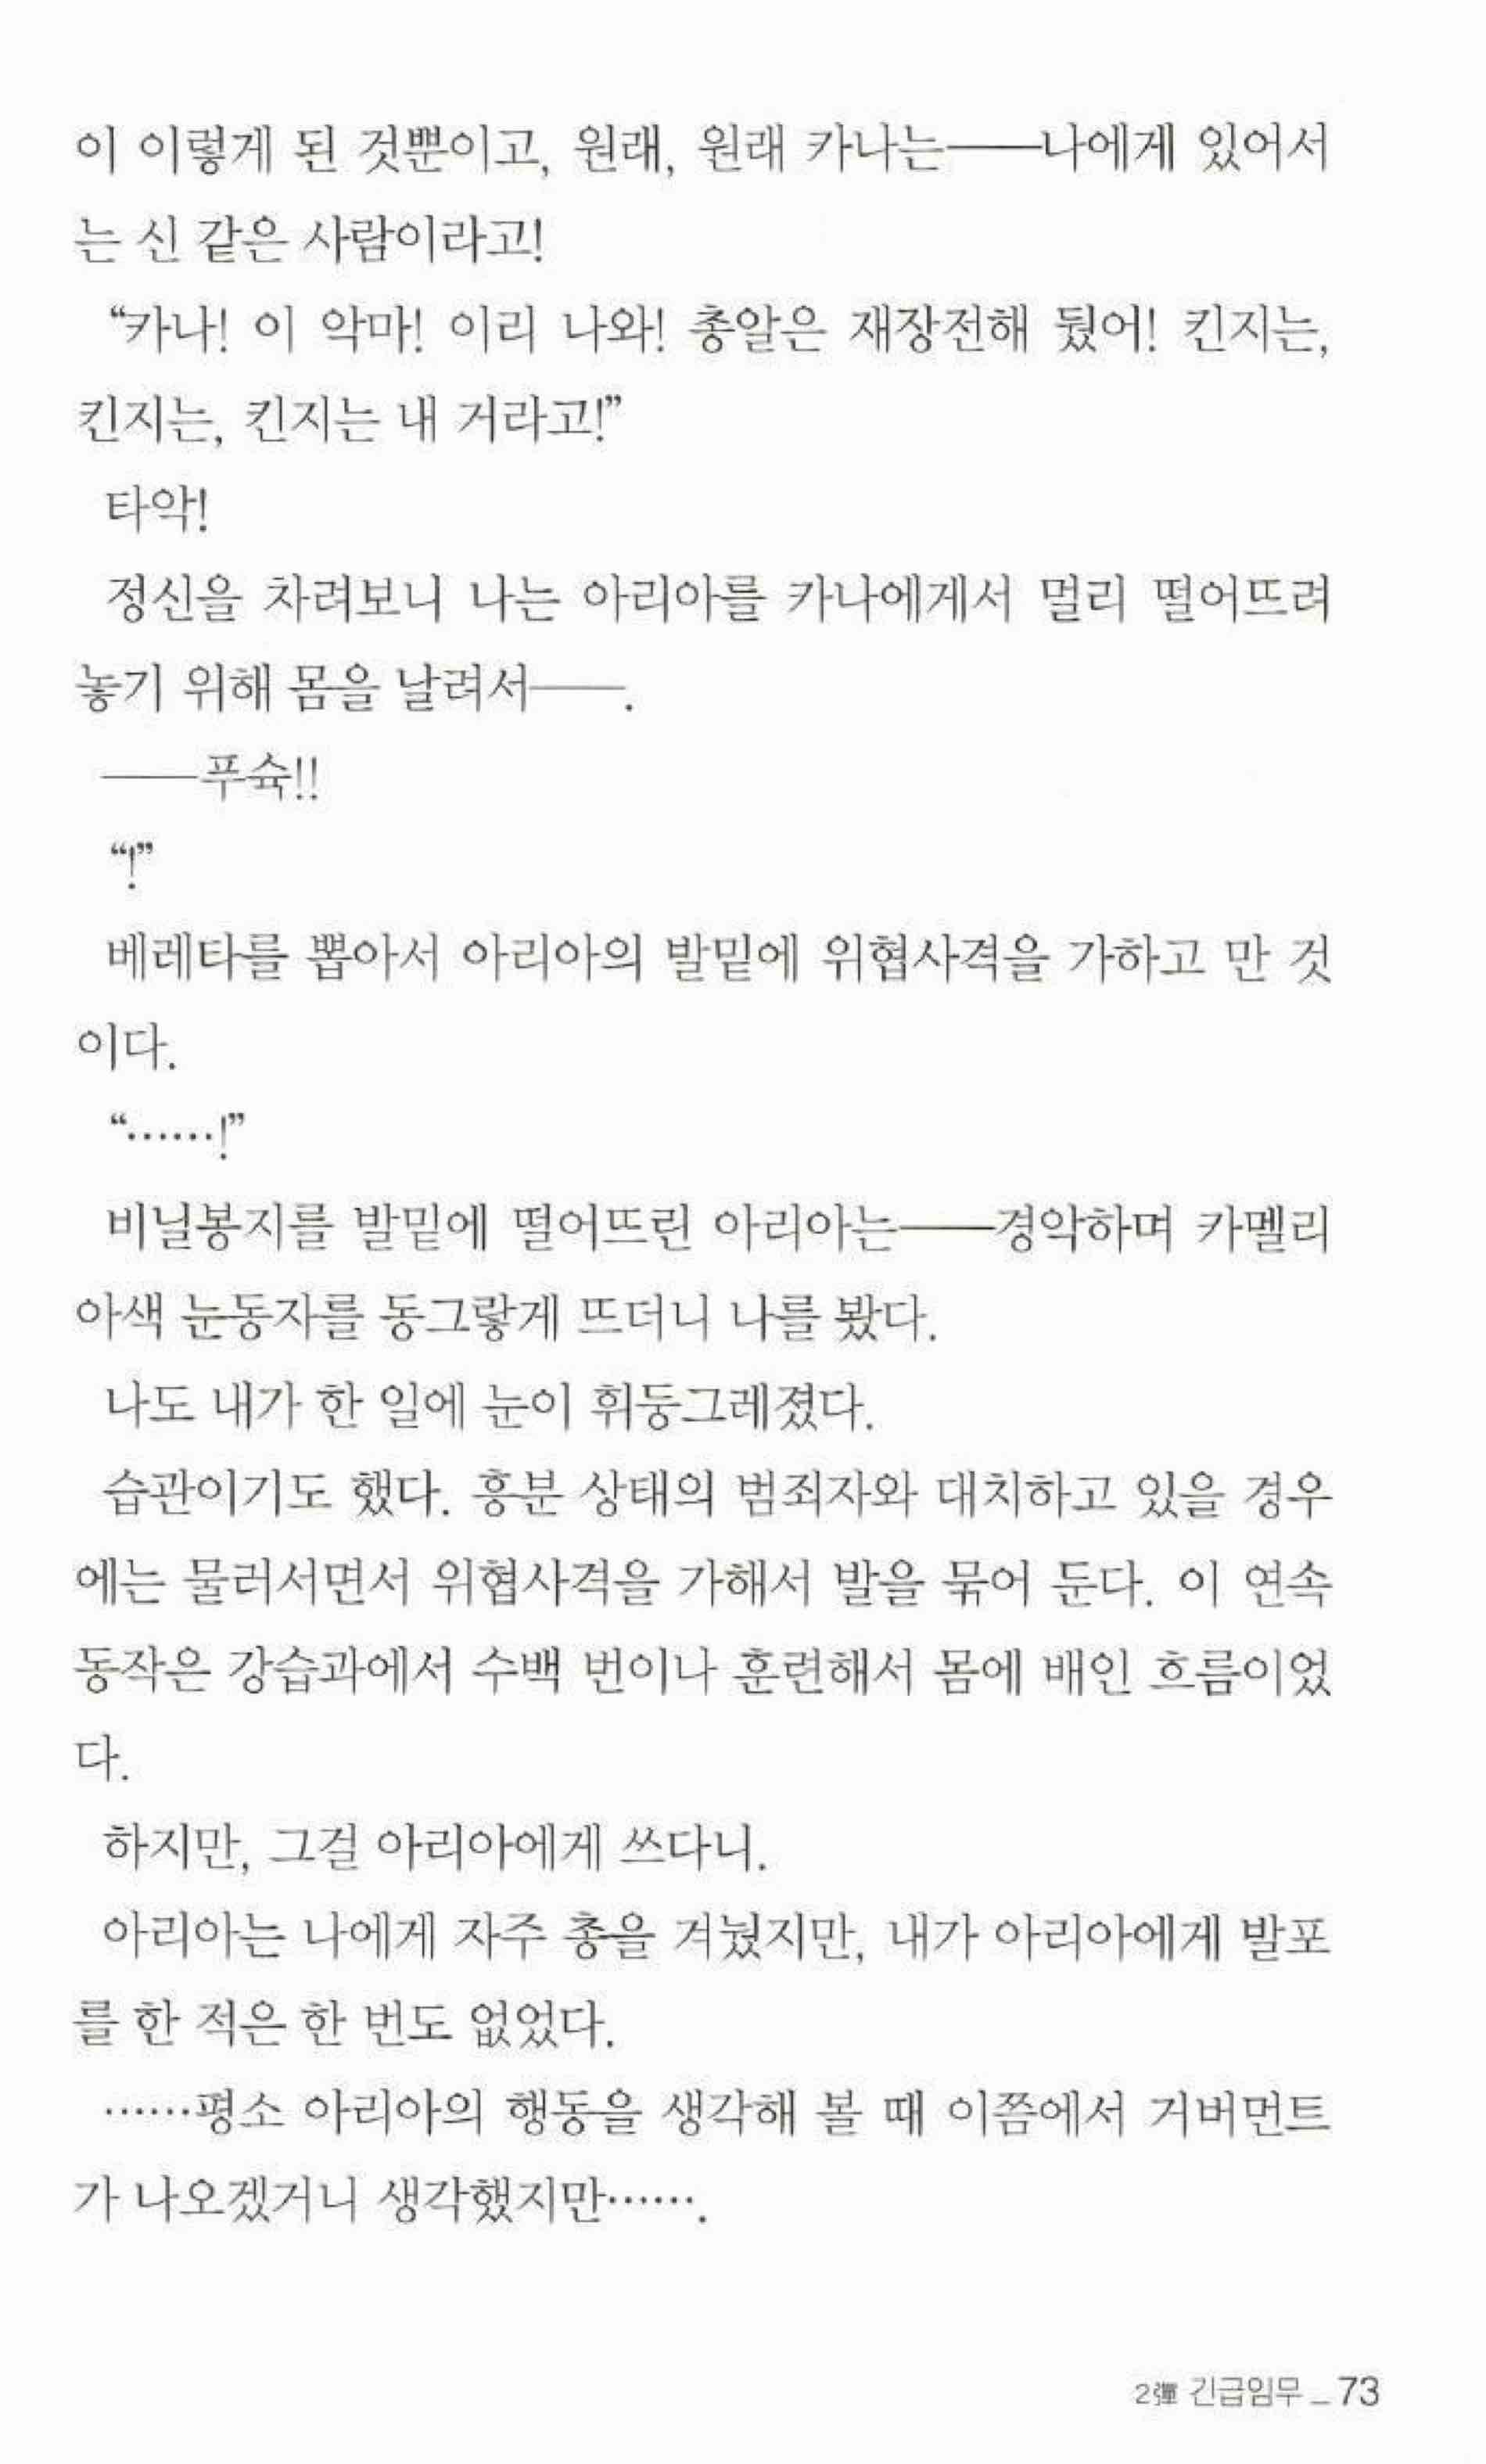 이 이렇게 된 것뿐이고, 원래, 원래 카나는――나에게 있어서
는 신 같은 사람이라고!
“카나! 이 악마! 이리 나와! 총알은 재장전해 뒀어! 킨지는,
킨지는, 킨지는 내 거라고!”
타악!
정신을 차려보니 나는 아리아를 카나에게서 멀리 떨어뜨려
놓기 위해 몸을 날려서――.
――푸슉!!
“!”
베레타를 뽑아서 아리아의 발밑에 위협사격을 가하고 만 것
이다.
“……!”
비닐봉지를 발밑에 떨어뜨린 아리아는――경악하며 카멜리
아색 눈동자를 동그랗게 뜨더니 나를 봤다.
나도 내가 한 일에 눈이 휘둥그레졌다.
습관이기도 했다. 흥분 상태의 범죄자와 대치하고 있을 경우
에는 물러서면서 위협사격을 가해서 발을 묶어 둔다. 이 연속
동작은 강습과에서 수백 번이나 훈련해서 몸에 배인 흐름이었
다.
하지만, 그걸 아리아에게 쓰다니.
아리아는 나에게 자주 총을 겨눴지만, 내가 아리아에게 발포
를 한 적은 한 번도 없었다.
……평소 아리아의 행동을 생각해 볼 때 이쯤에서 거버먼트
가 나오겠거니 생각했지만…….
2彈 긴급임무 _ 73